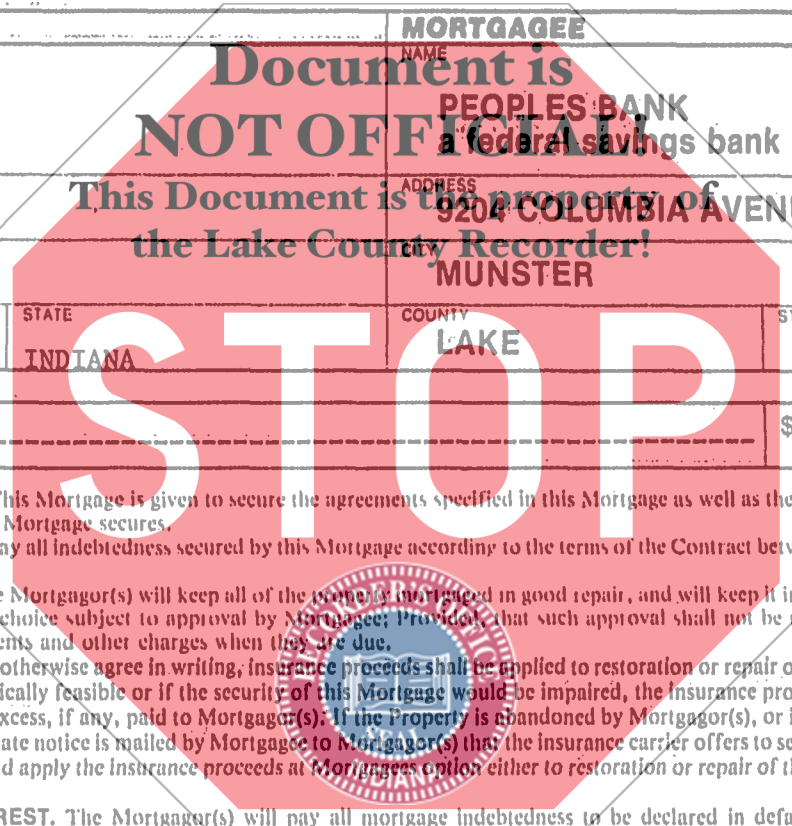 MORTGAGEE
Document is
NAME
NOT OFFICIAL!
PEOPLES BANK
a federal savings bank
This Document is the property of
ADDRESS
9204 COLUMBIA AVEN
the Lake County Recorder!
CITY
MUNSTER
STATE
COUNTY
INDIANA
LAKE
$
STOP
This Mortgage is given to secure the agreements specified in this Mortgage as well as the
Mortgage secures.
ay all indebtedness secured by this Mortgage according to the terms of the Contract betw
e Mortgagor(s) will keep all of the property mortgaged in good repair, and will keep it in
choice subject to approval by Mortgagee; Provided, that such approval shall not be
ents and other charges when they are due.
otherwise agree in writing, insurance proceeds shall be applied to restoration or repair o
ically feasible or if the security of this Mortgage would be impaired, the insurance pro
xcess, if any, paid to Mortgagor(s). If the Property is abandoned by Mortgagor(s), or i
ate notice is mailed by Mortgagee to Mortgagor(s) that the insurance carrier offers to se
d apply the insurance proceeds at Mortgagees option either to restoration or repair of th
REST. The Mortgagor(s) will pay all mortgage indebtedness to be declared in defa
RECORDER'S OFFICE
SEAL
INDIANA